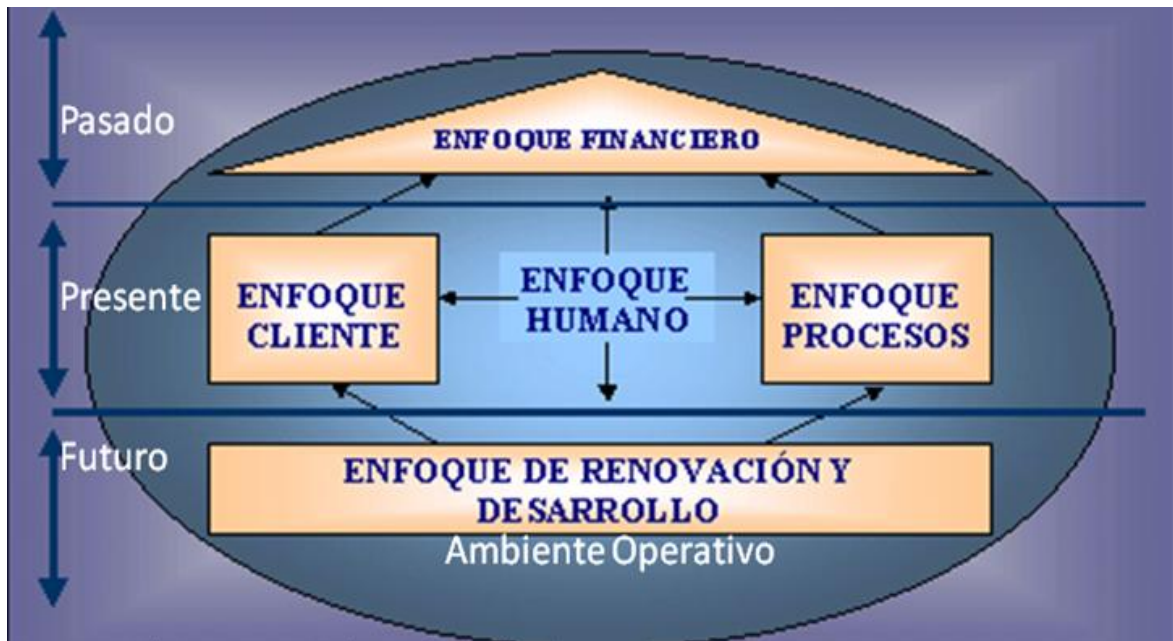 Pasado
ENFOQUE FINANCIERO
Presente
ENFOQUE
CLIENTE
ENFOQUE
HUMANO
ENFOQUE
PROCESOS
Futuro
ENFOQUE DE RENOVACIÓN Y
DESARROLLO
Ambiente Operativo